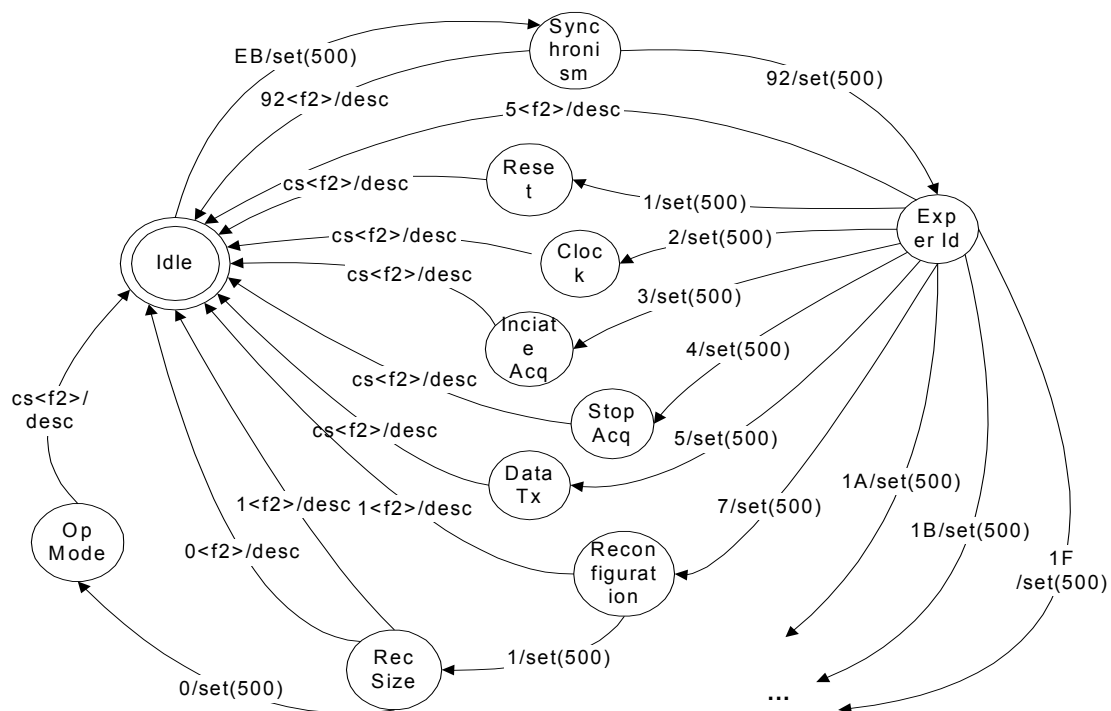 Sync
hroni
sm
EB/set(500)
92/set(500)
92<f2>/desc
5<f2>/desc
Rese
t
cs<f2>/desc
1/set(500)
Exp
er Id
2/set(500)
cs<f2>/desc
Idle
Cloc
k
cs<f2>/desc
3/set(500)
Inciat
e
Acq
4/set(500)
cs<f2>/desc
cs<f2>/
desc
Stop
Acq
cs<f2>/desc
5/set(500)
Data
Tx
1A/set(500)
1<f2>/desc
1<f2>/desc
7/set(500)
Op
Mode
1B/set(500)
0<f2>/desc
Recon
figurat
ion
1F
/set(500)
Rec
Size
1/set(500)
0/set(500)
...